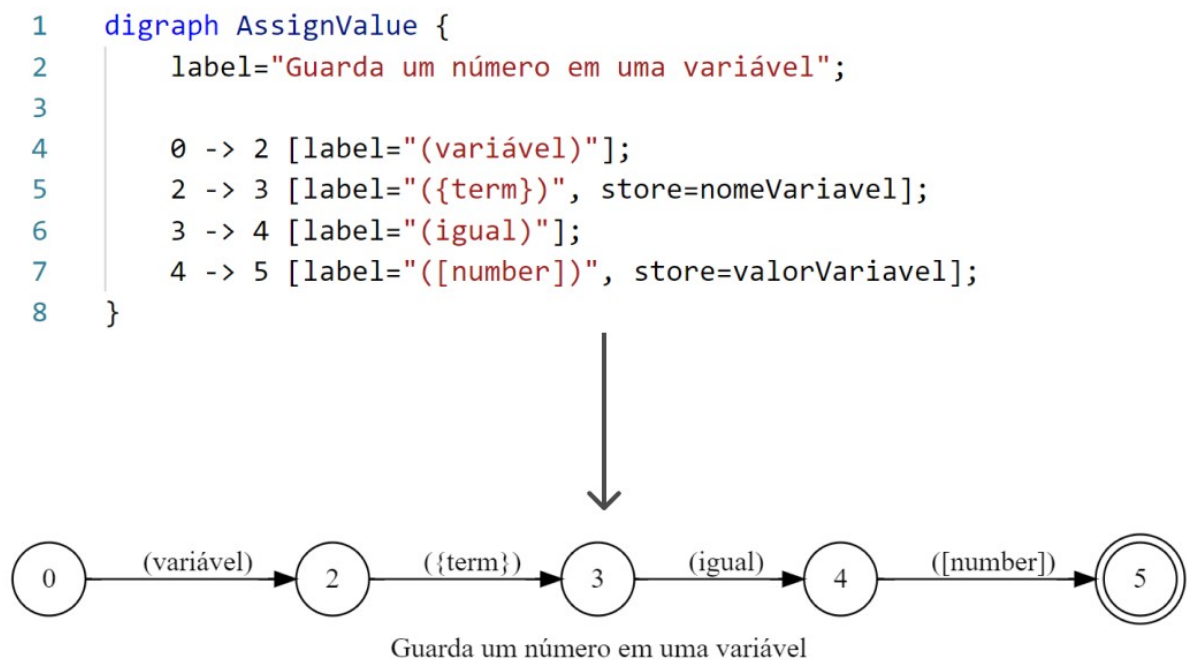 1 digraph AssignValue {
2 label="Guarda um número em uma variável";
3
4 0 -> 2 [label="(variável)"];
5 2 -> 3 [label="({term})", store=nomeVariavel];
6 3 -> 4 [label="(igual)"];
7 4 -> 5 [label="([number])", store=valorVariavel];
8 }
0 (variável) 2 ({term}) 3 (igual) 4 ([number]) 5
Guarda um número em uma variável